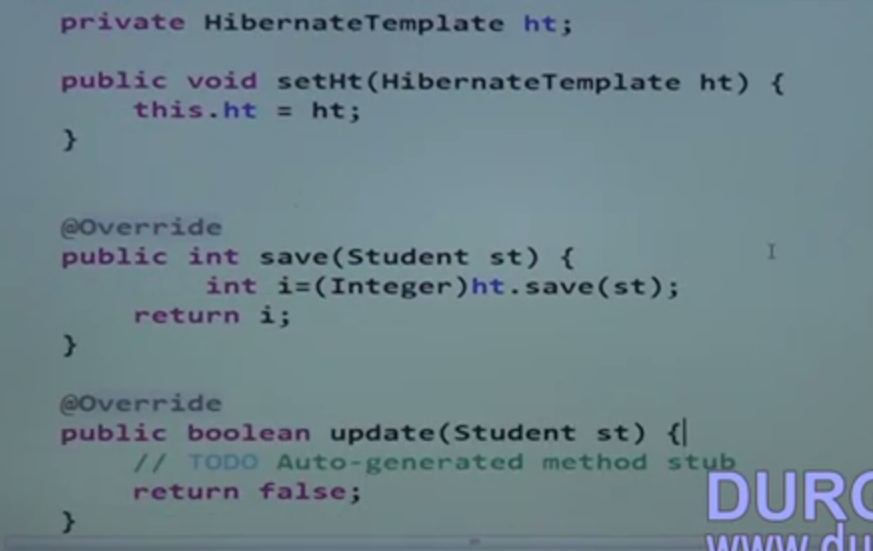 private HibernateTemplate ht;
public void setHt(HibernateTemplate ht) {
this.ht = ht;
}
@Override
public int save(Student st) {
int i=(Integer)ht.save(st);
return i;
}
@Override
public boolean update(Student st) {
// TODO Auto-generated method stub
return false;
}